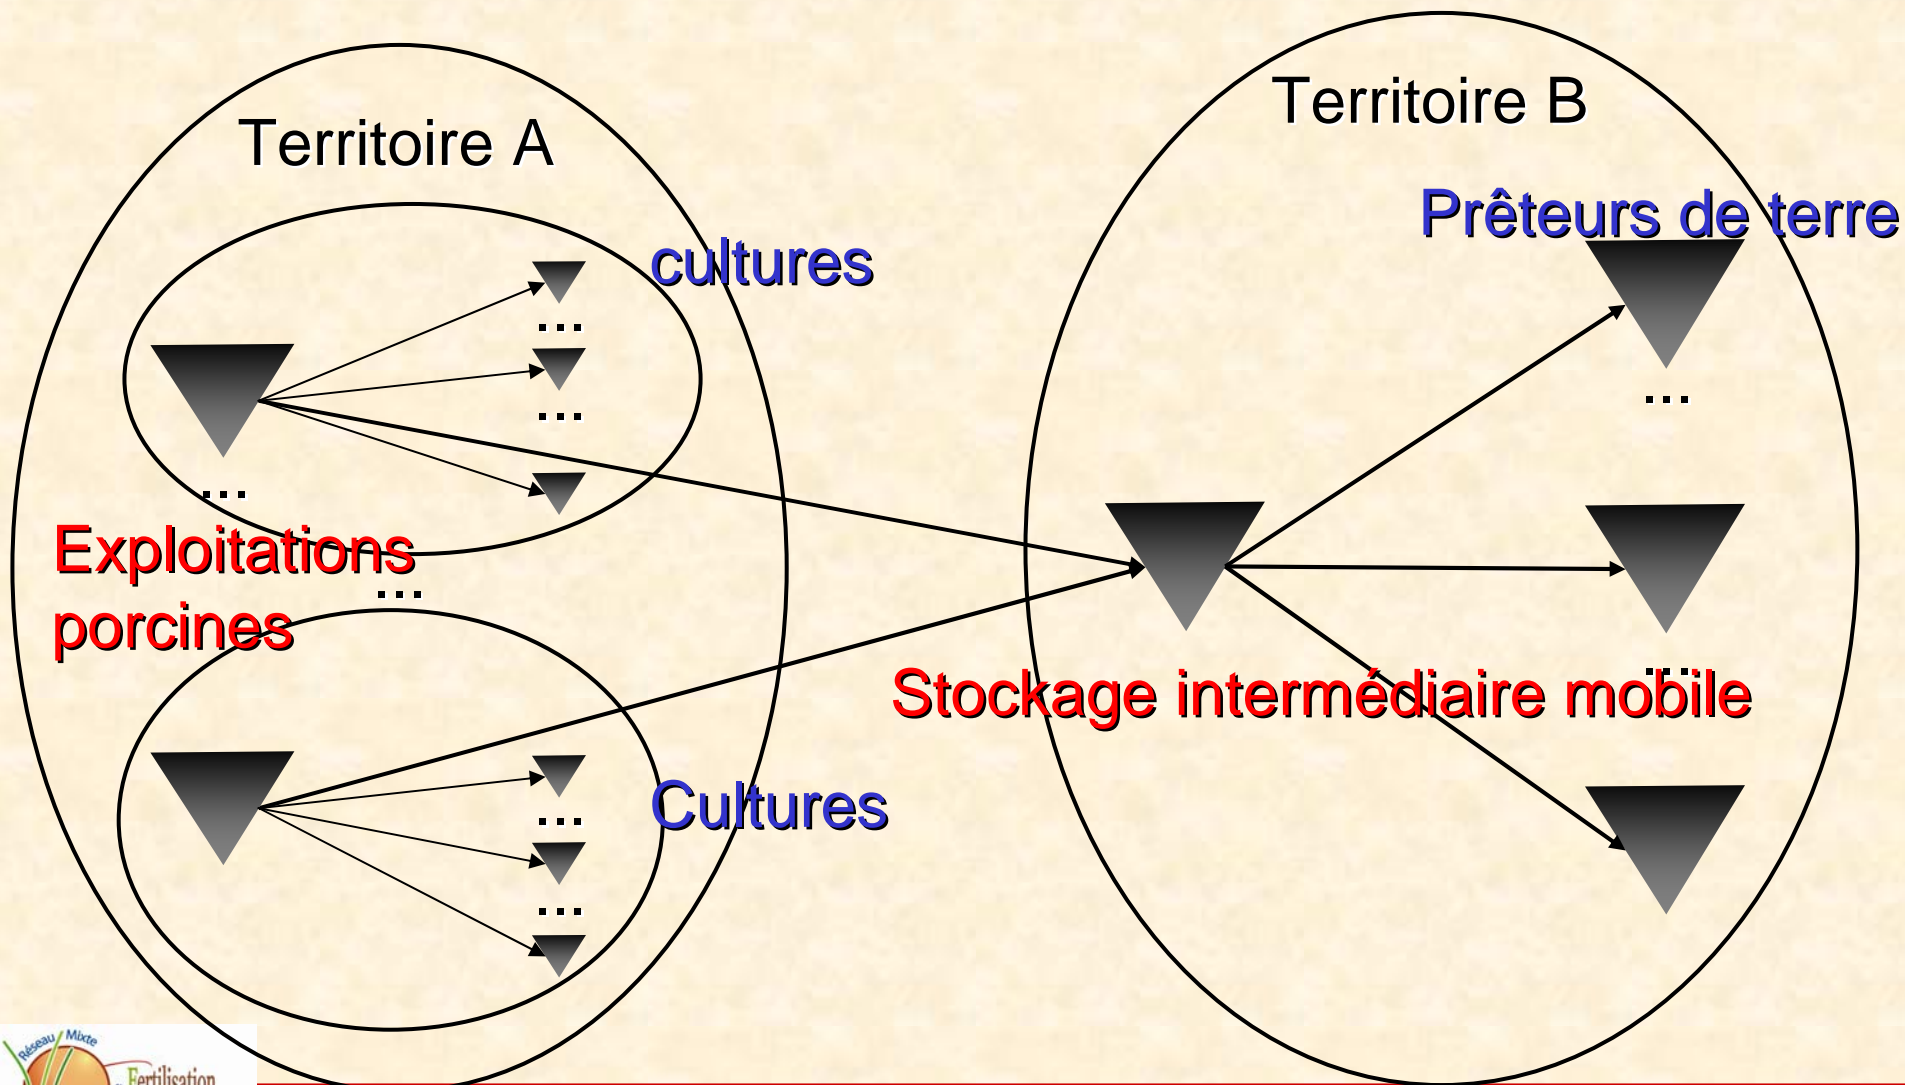 Territoire A
Territoire B
Prêteurs de terre
cultures
...
...
...
...
Exploitations
porcines
...
...
Stockage intermédiaire mobile
Cultures
...
...
Réseau Mixte
Fertilisation